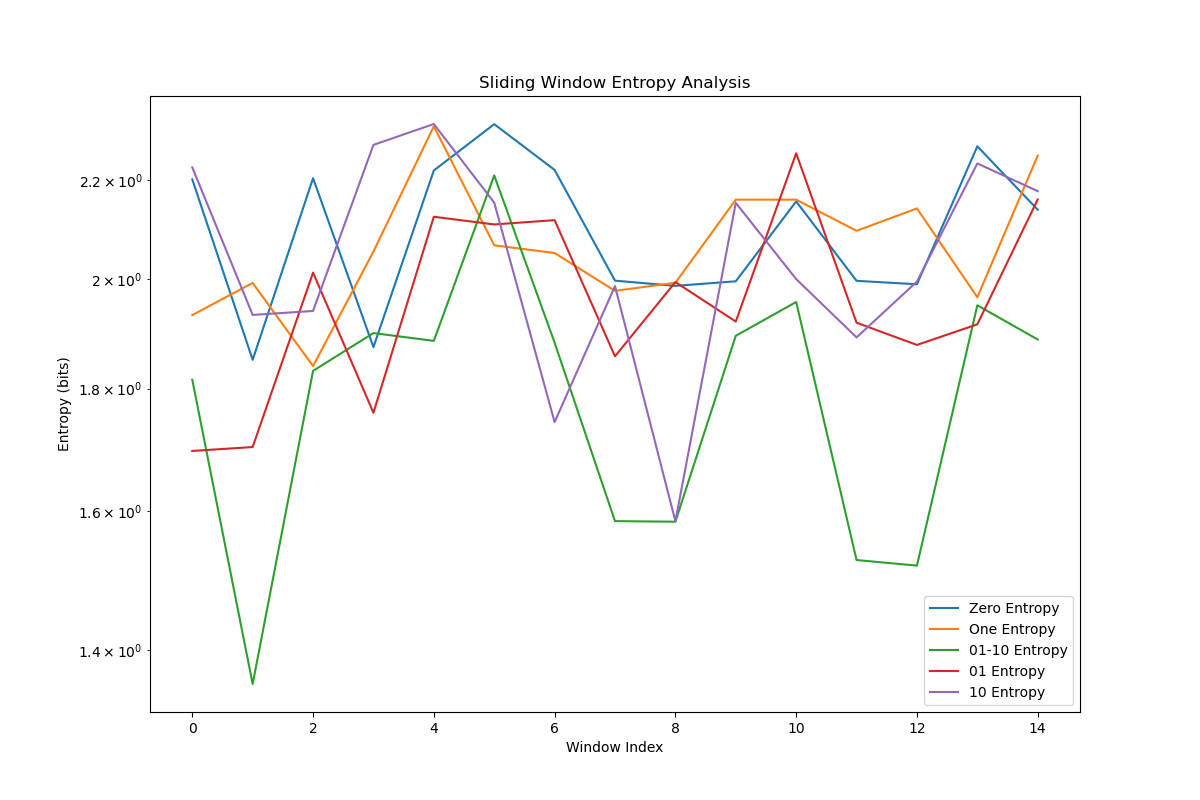 Sliding Window Entropy Analysis
2.2 × 10⁰
2 × 10⁰
1.8 × 10⁰
1.6 × 10⁰
1.4 × 10⁰
Entropy (bits)
0 2 4 6 8 10 12 14
Window Index
Zero Entropy
One Entropy
01-10 Entropy
01 Entropy
10 Entropy